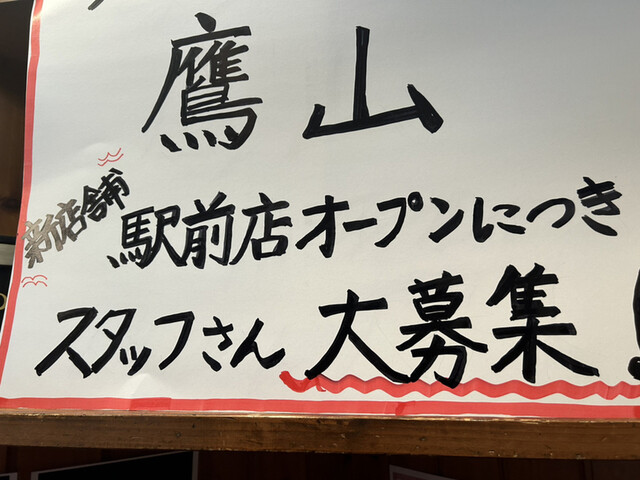 鷹山
新店舗
駅前店オープンにつき
スタッフさん大募集